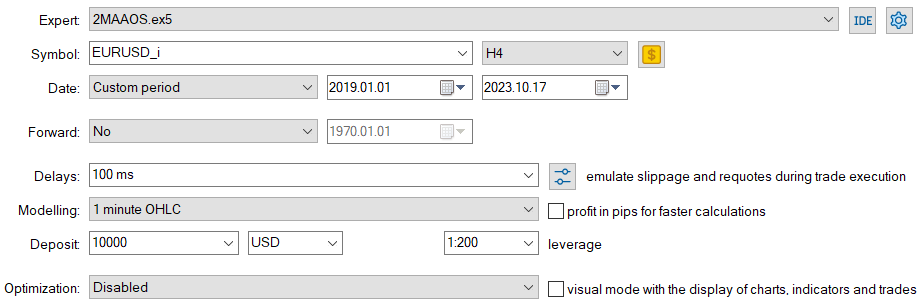 Expert: 2MAAOS.ex5 IDE
Symbol: EURUSD_i H4 $
Date: Custom period 2019.01.01 2023.10.17
Forward: No 1970.01.01
Delays: 100 ms emulate slippage and requotes during trade execution
Modelling: 1 minute OHLC profit in pips for faster calculations
Deposit: 10000 USD 1:200 leverage
Optimization: Disabled visual mode with the display of charts, indicators and trades